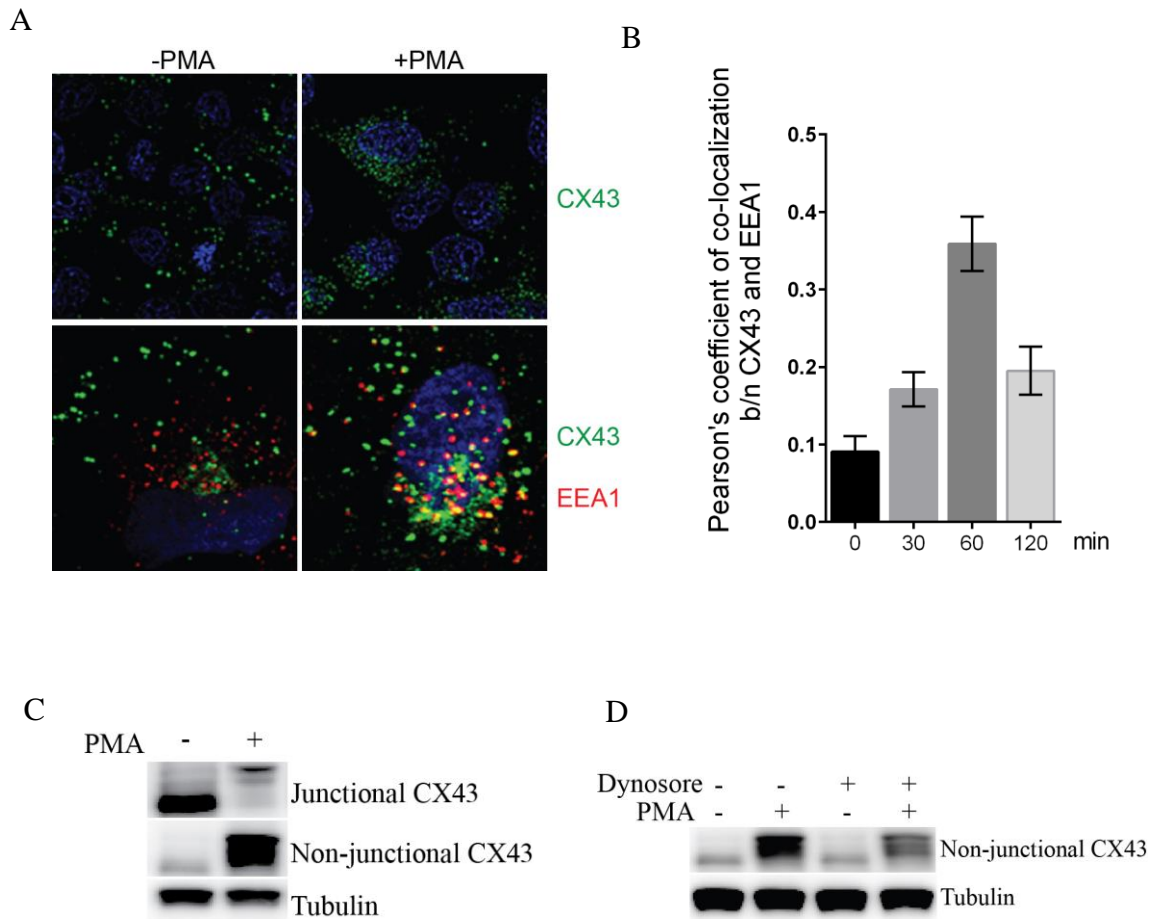 A
-PMA
+PMA
CX43
CX43
EEA1
B
Pearson's coefficient of co-localization
b/n CX43 and EEA1
0.5
0.4
0.3
0.2
0.1
0.0
0 30 60 120 min
C
PMA - +
Junctional CX43
Non-junctional CX43
Tubulin
D
Dynosore - - + +
PMA - + - +
Non-junctional CX43
Tubulin